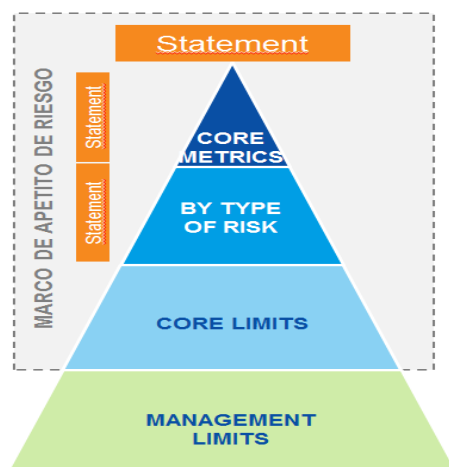 Statement
MARCO DE APETITO DE RIESGO
Statement
Statement
CORE
METRICS
BY TYPE
OF RISK
CORE LIMITS
MANAGEMENT
LIMITS